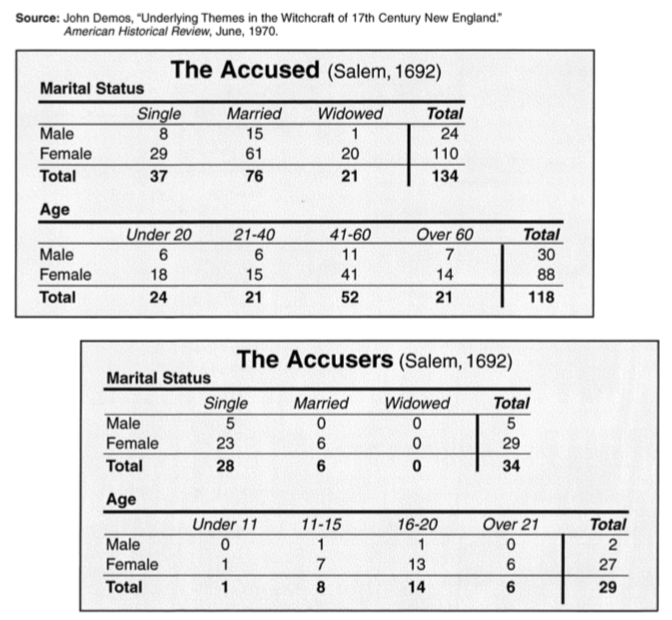 Source: John Demos, "Underlying Themes in the Witchcraft of 17th Century New England."
American Historical Review, June, 1970.
The Accused (Salem, 1692)
Marital Status
Single Married Widowed Total
Male 8 15 1 24
Female 29 61 20 110
Total 37 76 21 134
Age
Under 20 21-40 41-60 Over 60 Total
Male 6 6 11 7 30
Female 18 15 41 14 88
Total 24 21 52 21 118
The Accusers (Salem, 1692)
Marital Status
Single Married Widowed Total
Male 5 0 0 5
Female 23 6 0 29
Total 28 6 0 34
Age
Under 11 11-15 16-20 Over 21 Total
Male 0 1 1 0 2
Female 1 7 13 6 27
Total 1 8 14 6 29